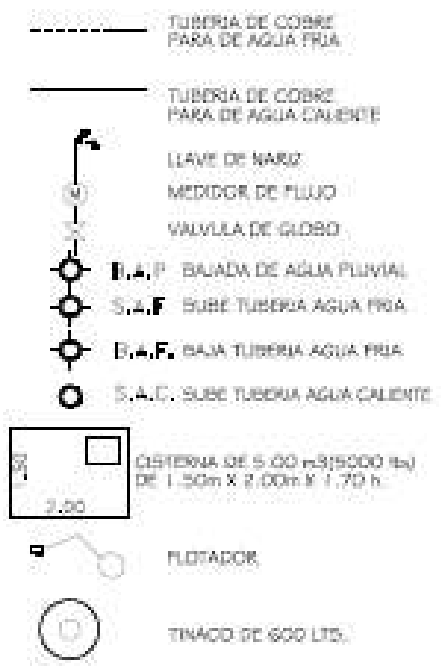 TUBERIA DE COBRE
PARA DE AGUA FRIA
TUBERIA DE COBRE
PARA DE AGUA CALIENTE
LLAVE DE NARIZ
M
MEDIDOR DE FLUJO
VALVULA DE GLOBO
B.A.P BAJADA DE AGUA PLUVIAL
S.A.F SUBE TUBERIA AGUA FRIA
B.A.F. BAJA TUBERIA AGUA FRIA
S.A.C. SUBE TUBERIA AGUA CALIENTE
CISTERNA DE 5.00 m3(5000 lts)
DE 1.50m X 2.00m X 1.70 h.
2.00
FLOTADOR
TINACO DE 600 LTS.